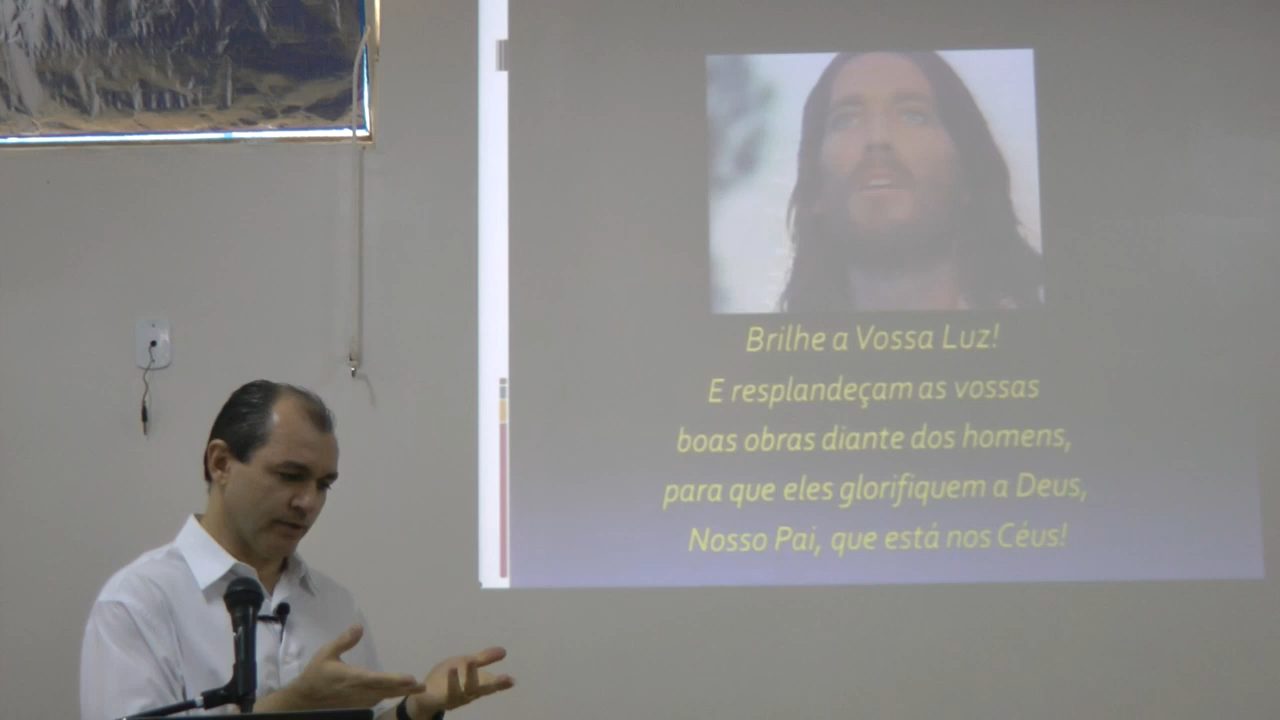 Brilhe a Vossa Luz!
E resplandeçam as vossas
boas obras diante dos homens,
para que eles glorifiquem a Deus,
Nosso Pai, que está nos Céus!